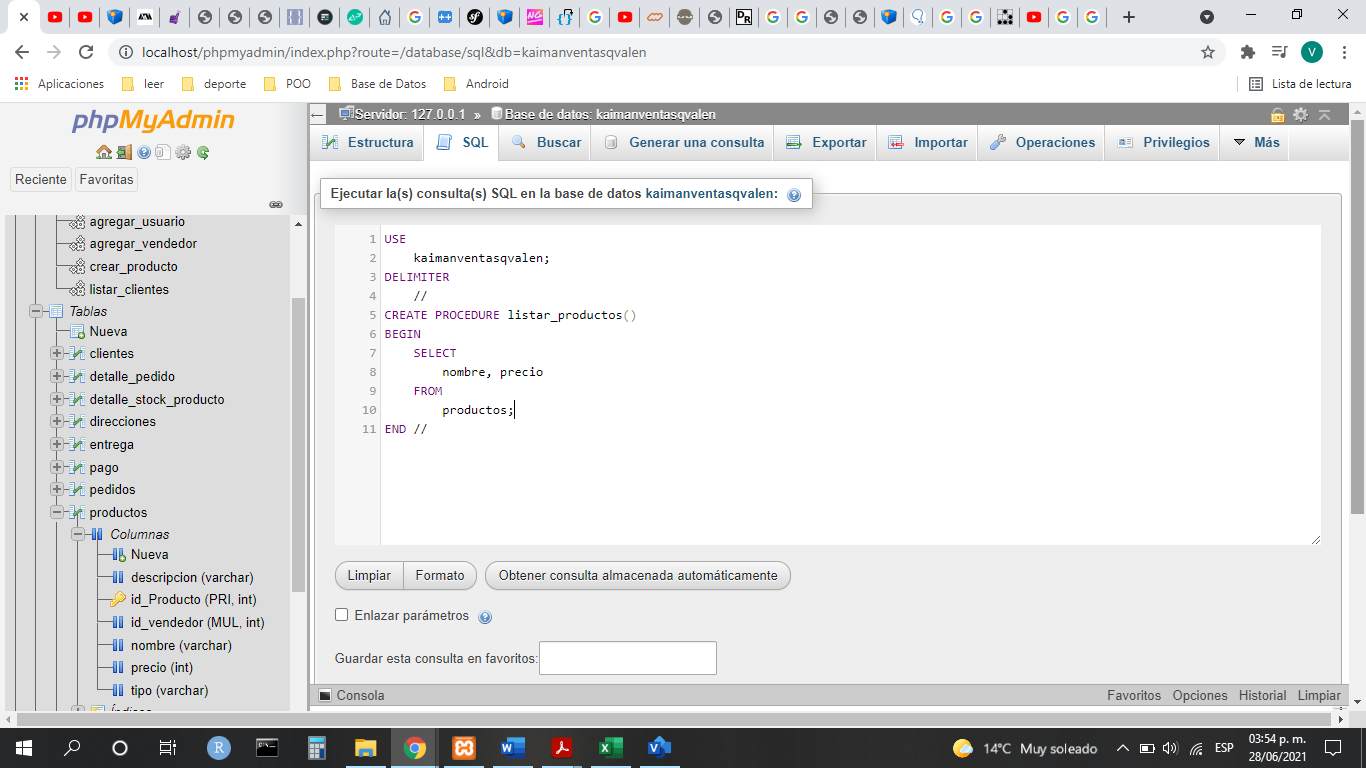 localhost/phpmyadmin/index.php?route=/database/sql&db=kaimanventasqvalen
V
Aplicaciones leer deporte POO Base de Datos Android Lista de lectura
phpMyAdmin
Reciente Favoritas
agregar_usuario
agregar_vendedor
crear_producto
listar_clientes
Tablas
Nueva
clientes
detalle_pedido
detalle_stock_producto
direcciones
entrega
pago
pedidos
productos
Columnas
Nueva
descripcion (varchar)
id_Producto (PRI, int)
id_vendedor (MUL, int)
nombre (varchar)
precio (int)
tipo (varchar)
Índices
Servidor: 127.0.0.1 » Base de datos: kaimanventasqvalen
Estructura SQL Buscar Generar una consulta Exportar Importar Operaciones Privilegios Más
Ejecutar la(s) consulta(s) SQL en la base de datos kaimanventasqvalen:
1 USE
2 kaimanventasqvalen;
3 DELIMITER
4 //
5 CREATE PROCEDURE listar_productos()
6 BEGIN
7 SELECT
8 nombre, precio
9 FROM
10 productos;
11 END //
Limpiar Formato Obtener consulta almacenada automáticamente
Enlazar parámetros
Guardar esta consulta en favoritos:
Consola Favoritos Opciones Historial Limpiar
14°C Muy soleado ESP 03:54 p. m.
28/06/2021